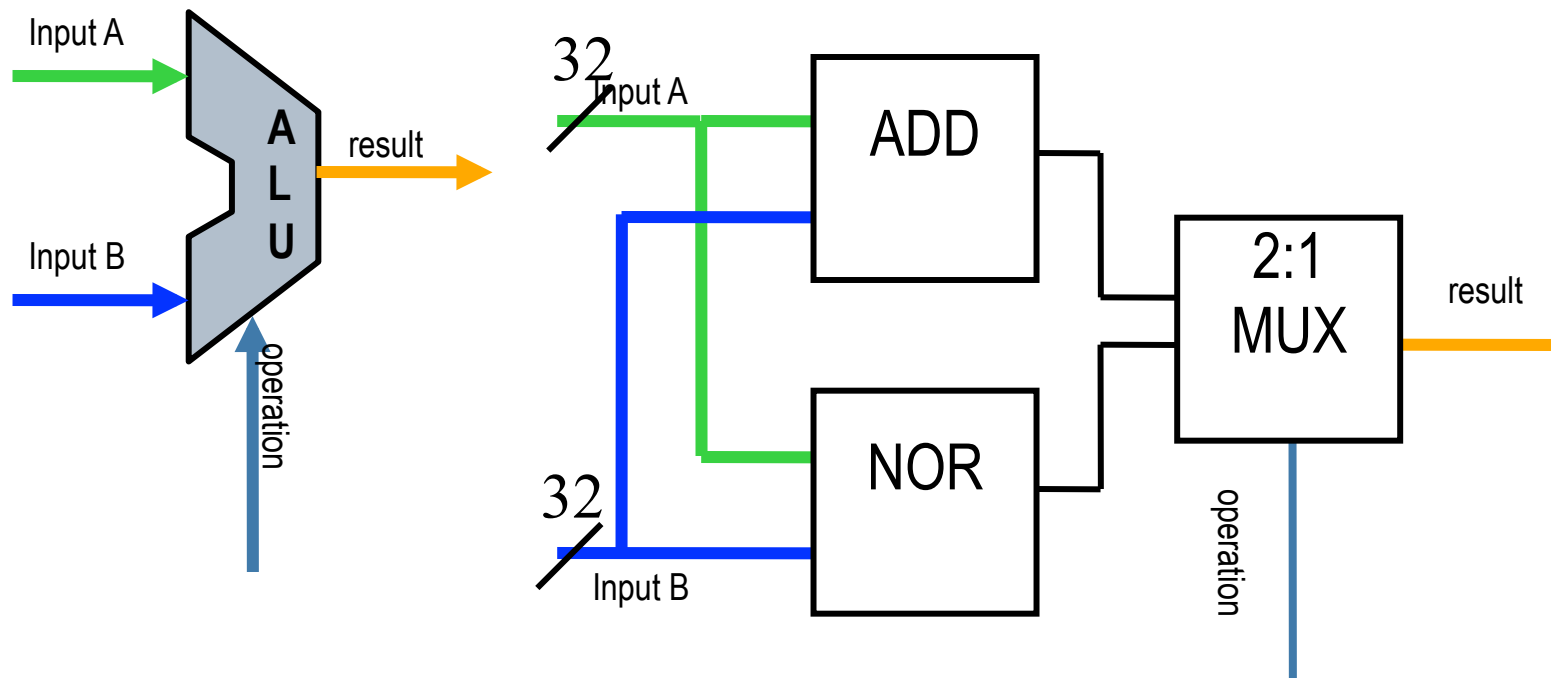 Input A
A
L
U
result
Input B
operation
32
Input A
ADD
32
Input B
NOR
2:1
MUX
result
operation